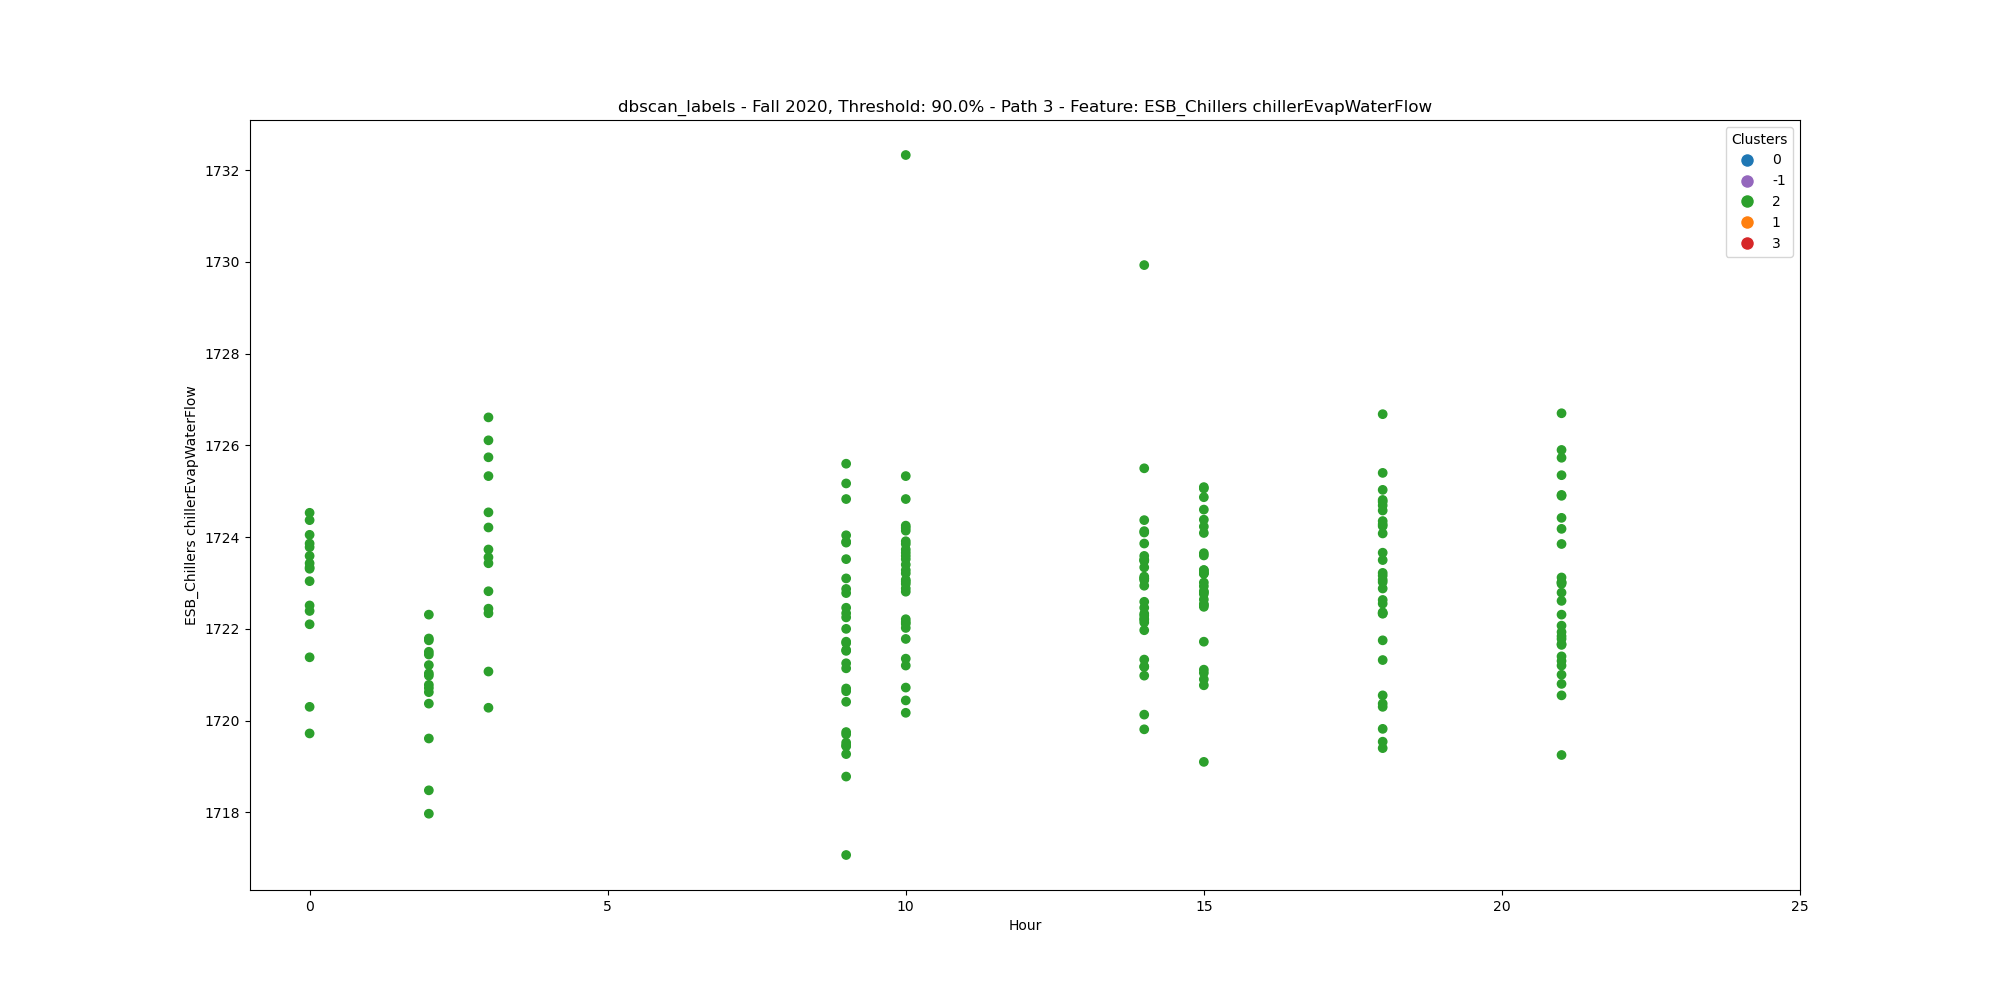 dbscan_labels - Fall 2020, Threshold: 90.0% - Path 3 - Feature: ESB_Chillers chillerEvapWaterFlow
Clusters
0
-1
2
1
3
ESB_Chillers chillerEvapWaterFlow
1732
1730
1728
1726
1724
1722
1720
1718
0 5 10 15 20 25
Hour